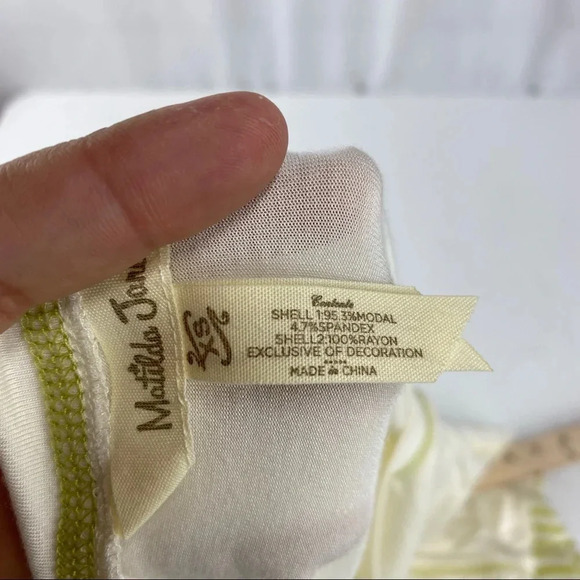 Matilda Jane
XS
Contents
SHELL 1:95.3%MODAL
4.7%SPANDEX
SHELL2:100%RAYON
EXCLUSIVE OF DECORATION
MADE in CHINA